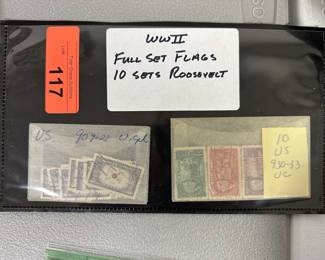 117
WWII
FULL SET FLAGS
10 SETS ROOSEVELT
US
10
US
930-33
UC